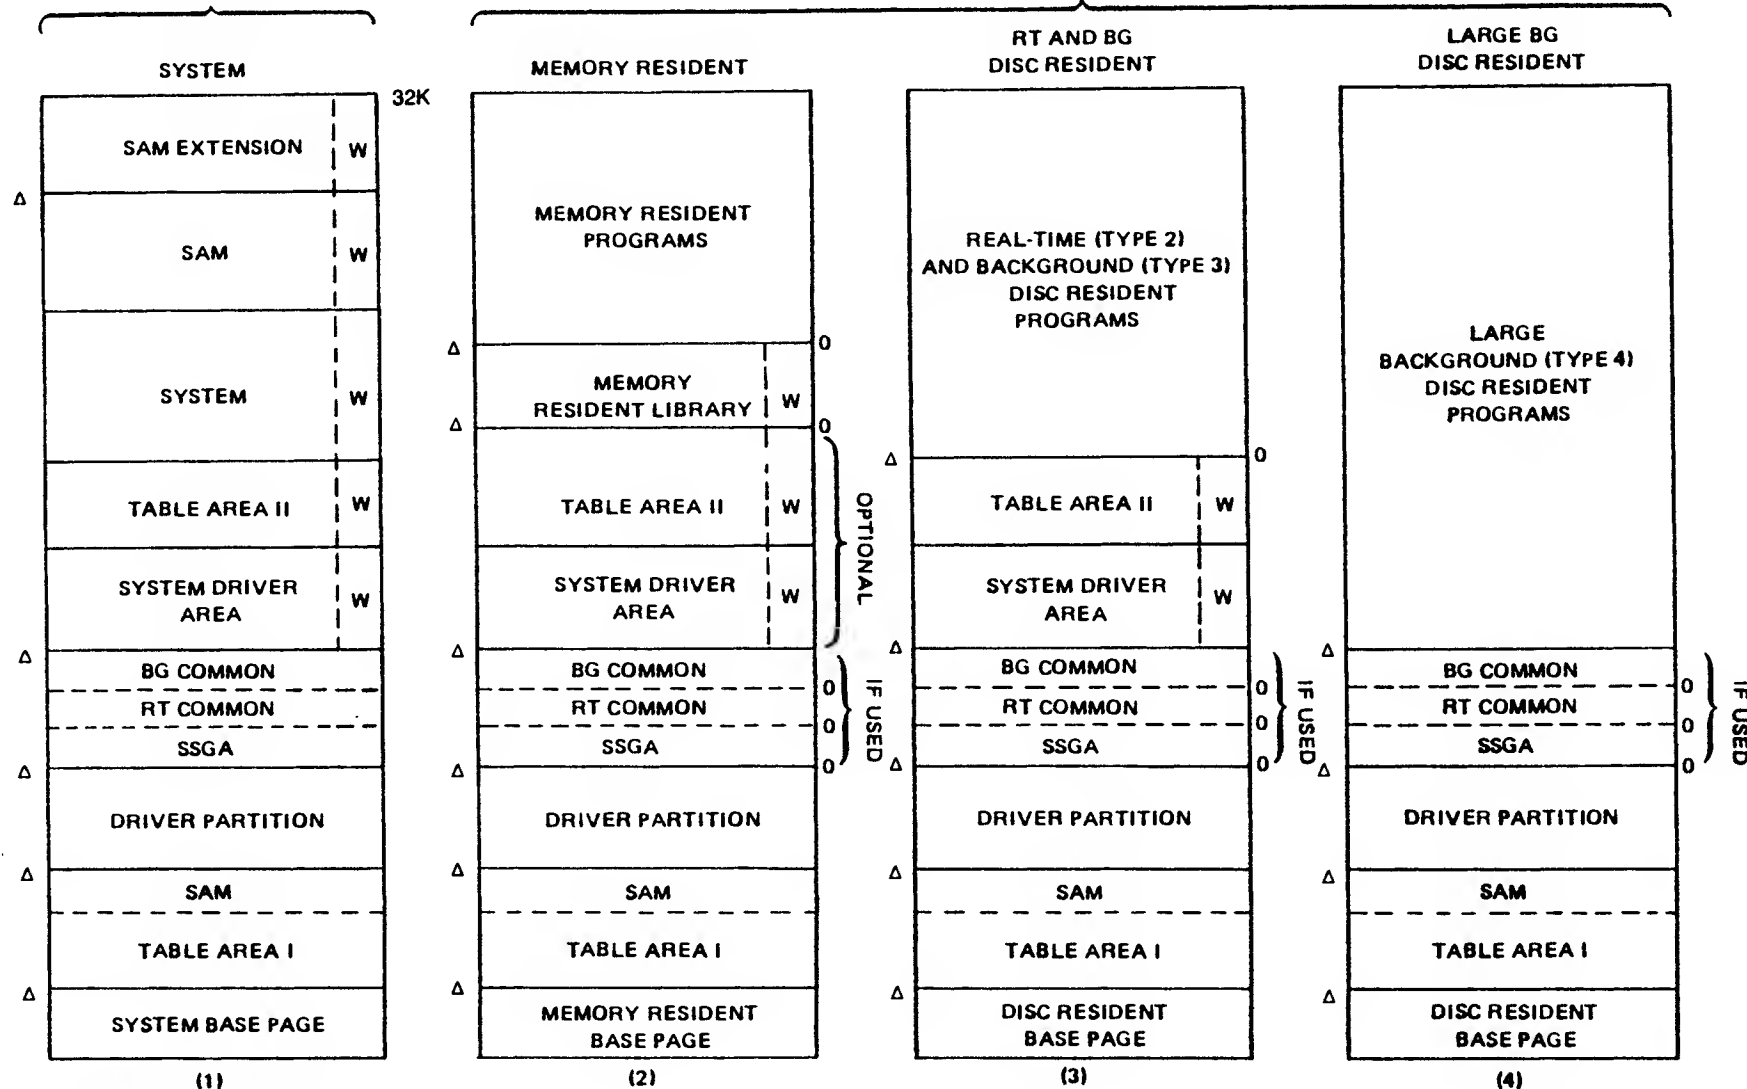 SYSTEM
32K
SAM EXTENSION
W
Δ
SAM
W
SYSTEM
W
TABLE AREA II
W
SYSTEM DRIVER
AREA
W
Δ
BG COMMON
RT COMMON
SSGA
Δ
DRIVER PARTITION
Δ
SAM
TABLE AREA I
Δ
SYSTEM BASE PAGE
(1)
MEMORY RESIDENT
MEMORY RESIDENT
PROGRAMS
0
Δ
MEMORY
RESIDENT LIBRARY
W
0
Δ
TABLE AREA II
W
SYSTEM DRIVER
AREA
W
OPTIONAL
Δ
BG COMMON
0
RT COMMON
0
SSGA
0
IF USED
Δ
DRIVER PARTITION
Δ
SAM
TABLE AREA I
Δ
MEMORY RESIDENT
BASE PAGE
(2)
RT AND BG
DISC RESIDENT
REAL-TIME (TYPE 2)
AND BACKGROUND (TYPE 3)
DISC RESIDENT
PROGRAMS
0
Δ
TABLE AREA II
W
SYSTEM DRIVER
AREA
W
Δ
BG COMMON
0
RT COMMON
0
SSGA
0
IF USED
Δ
DRIVER PARTITION
Δ
SAM
TABLE AREA I
Δ
DISC RESIDENT
BASE PAGE
(3)
LARGE BG
DISC RESIDENT
LARGE
BACKGROUND (TYPE 4)
DISC RESIDENT
PROGRAMS
Δ
BG COMMON
0
RT COMMON
0
SSGA
0
IF USED
Δ
DRIVER PARTITION
Δ
SAM
TABLE AREA I
Δ
DISC RESIDENT
BASE PAGE
(4)